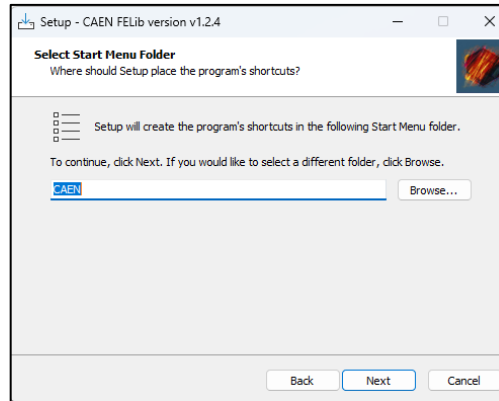 Setup - CAEN FELib version v1.2.4
Select Start Menu Folder
Where should Setup place the program's shortcuts?
Setup will create the program's shortcuts in the following Start Menu folder.
To continue, click Next. If you would like to select a different folder, click Browse.
CAEN
Browse...
Back
Next
Cancel